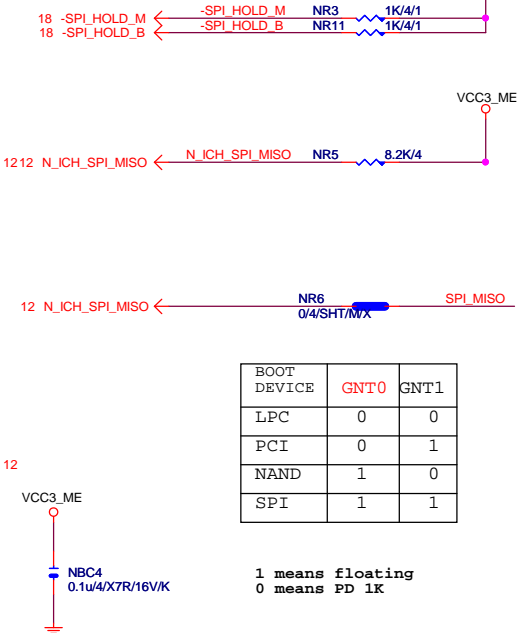 18 -SPI_HOLD_M -SPI_HOLD_M NR3 1K/4/1
18 -SPI_HOLD_B -SPI_HOLD_B NR11 1K/4/1
VCC3_ME
1212 N_ICH_SPI_MISO N_ICH_SPI_MISO NR5 8.2K/4
12 N_ICH_SPI_MISO NR6 SPI_MISO
0/4/SHT/M/X
BOOT DEVICE GNT0 GNT1
LPC 0 0
PCI 0 1
NAND 1 0
SPI 1 1
12
VCC3_ME
NBC4
0.1u/4/X7R/16V/K
1 means floating
0 means PD 1K